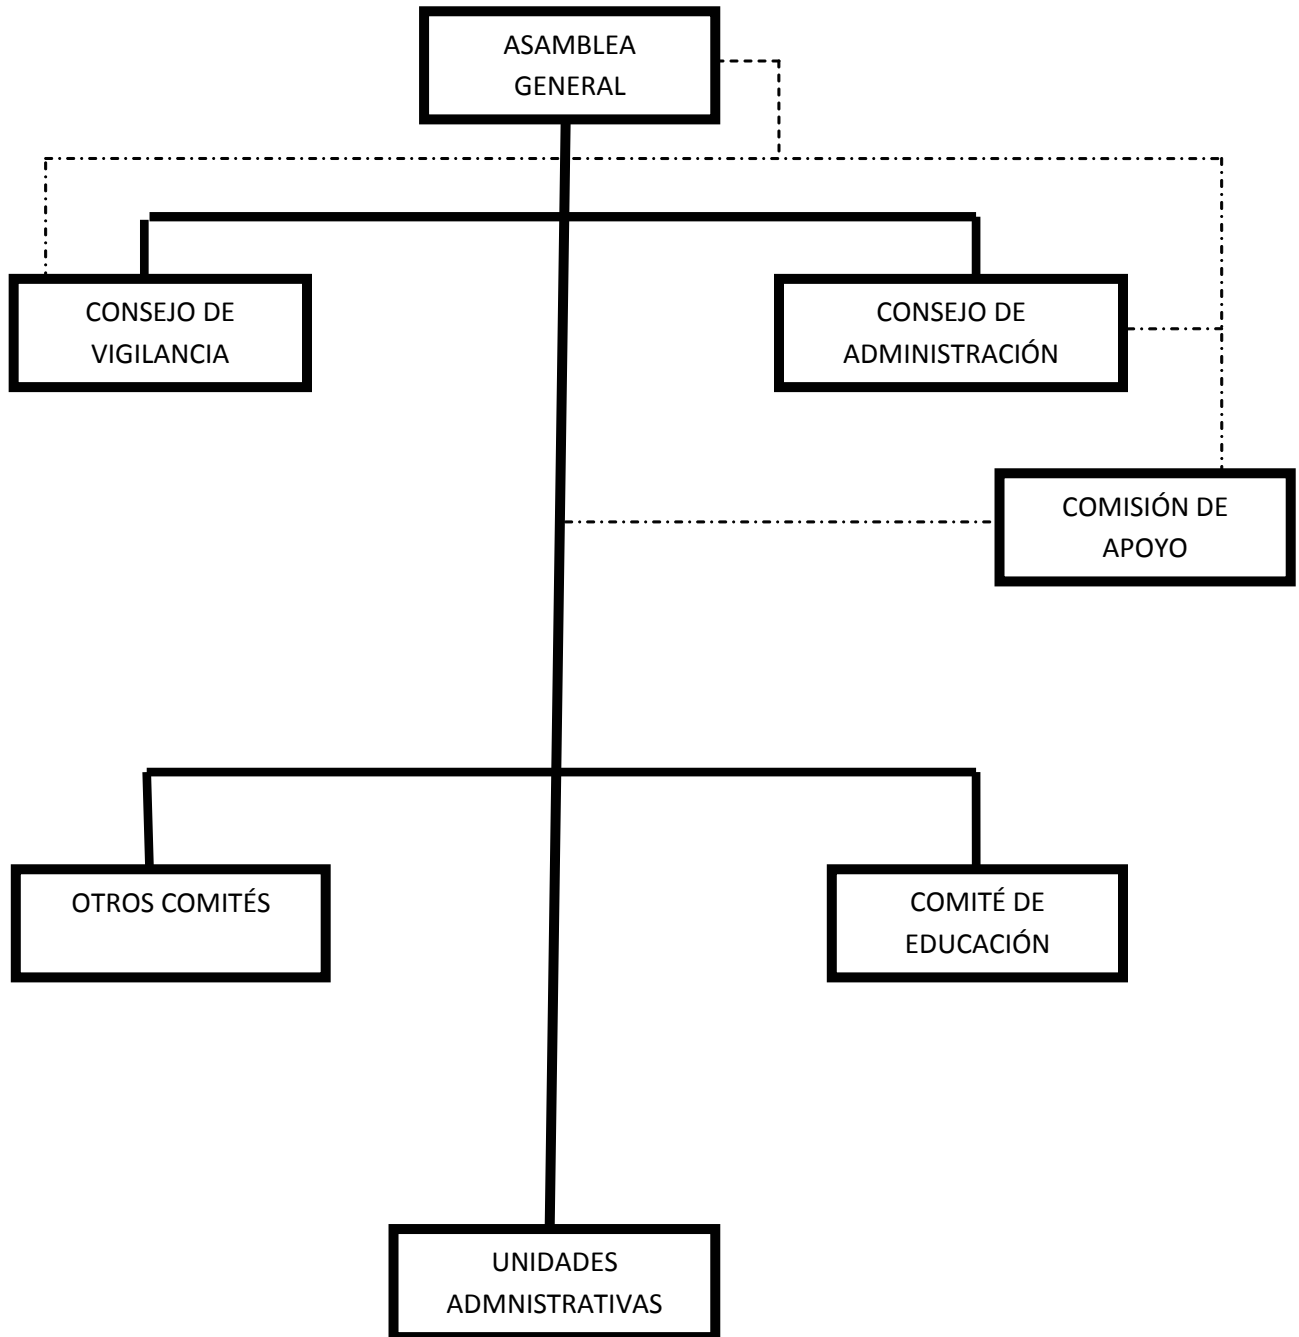 ASAMBLEA
GENERAL
CONSEJO DE
VIGILANCIA
CONSEJO DE
ADMINISTRACIÓN
COMISIÓN DE
APOYO
OTROS COMITÉS
COMITÉ DE
EDUCACIÓN
UNIDADES
ADMNISTRATIVAS